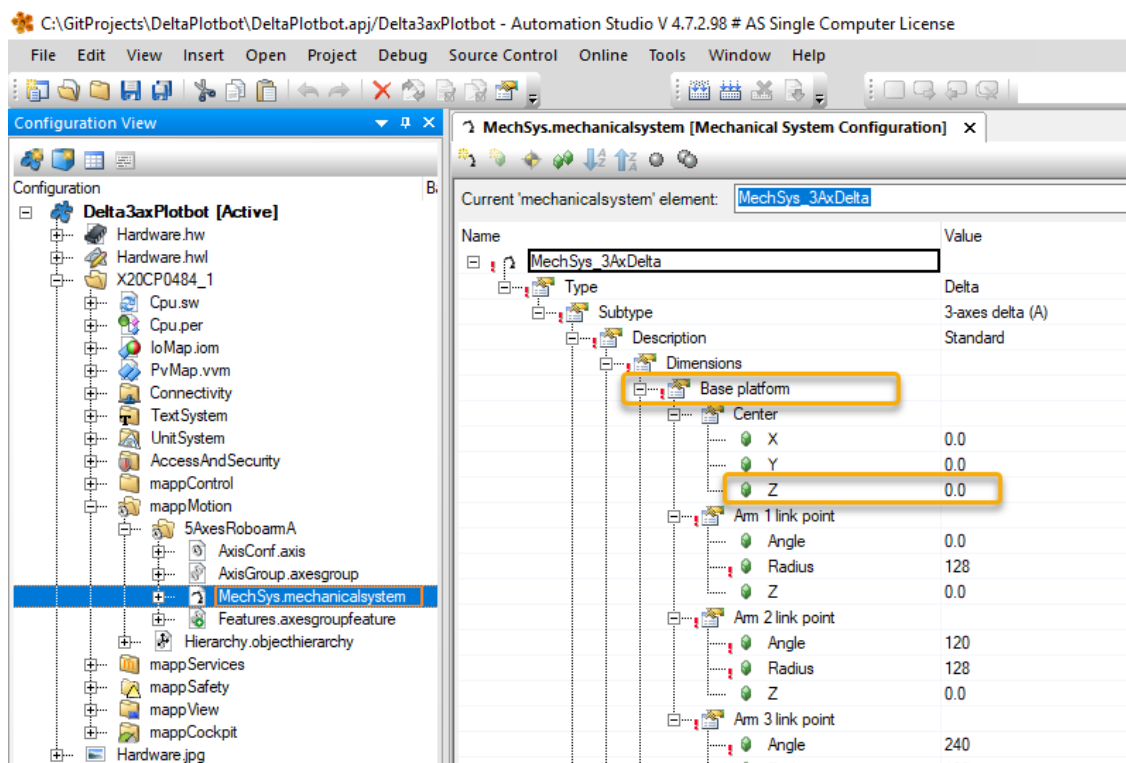 C:\GitProjects\DeltaPlotbot\DeltaPlotbot.apj/Delta3axPlotbot - Automation Studio V 4.7.2.98 # AS Single Computer License
File Edit View Insert Open Project Debug Source Control Online Tools Window Help
Configuration View
Configuration
Delta3axPlotbot [Active]
Hardware.hw
Hardware.hwl
X20CP0484_1
Cpu.sw
Cpu.per
IoMap.iom
PvMap.vvm
Connectivity
TextSystem
UnitSystem
AccessAndSecurity
mappControl
mappMotion
5AxesRoboarmA
AxisConf.axis
AxisGroup.axesgroup
MechSys.mechanicalsystem
Features.axesgroupfeature
Hierarchy.objecthierarchy
mappServices
mappSafety
mappView
mappCockpit
Hardware.jpg
MechSys.mechanicalsystem [Mechanical System Configuration]
Current 'mechanicalsystem' element: MechSys_3AxDelta
Name Value
MechSys_3AxDelta
Type Delta
Subtype 3-axes delta (A)
Description Standard
Dimensions
Base platform
Center
X 0.0
Y 0.0
Z 0.0
Arm 1 link point
Angle 0.0
Radius 128
Z 0.0
Arm 2 link point
Angle 120
Radius 128
Z 0.0
Arm 3 link point
Angle 240